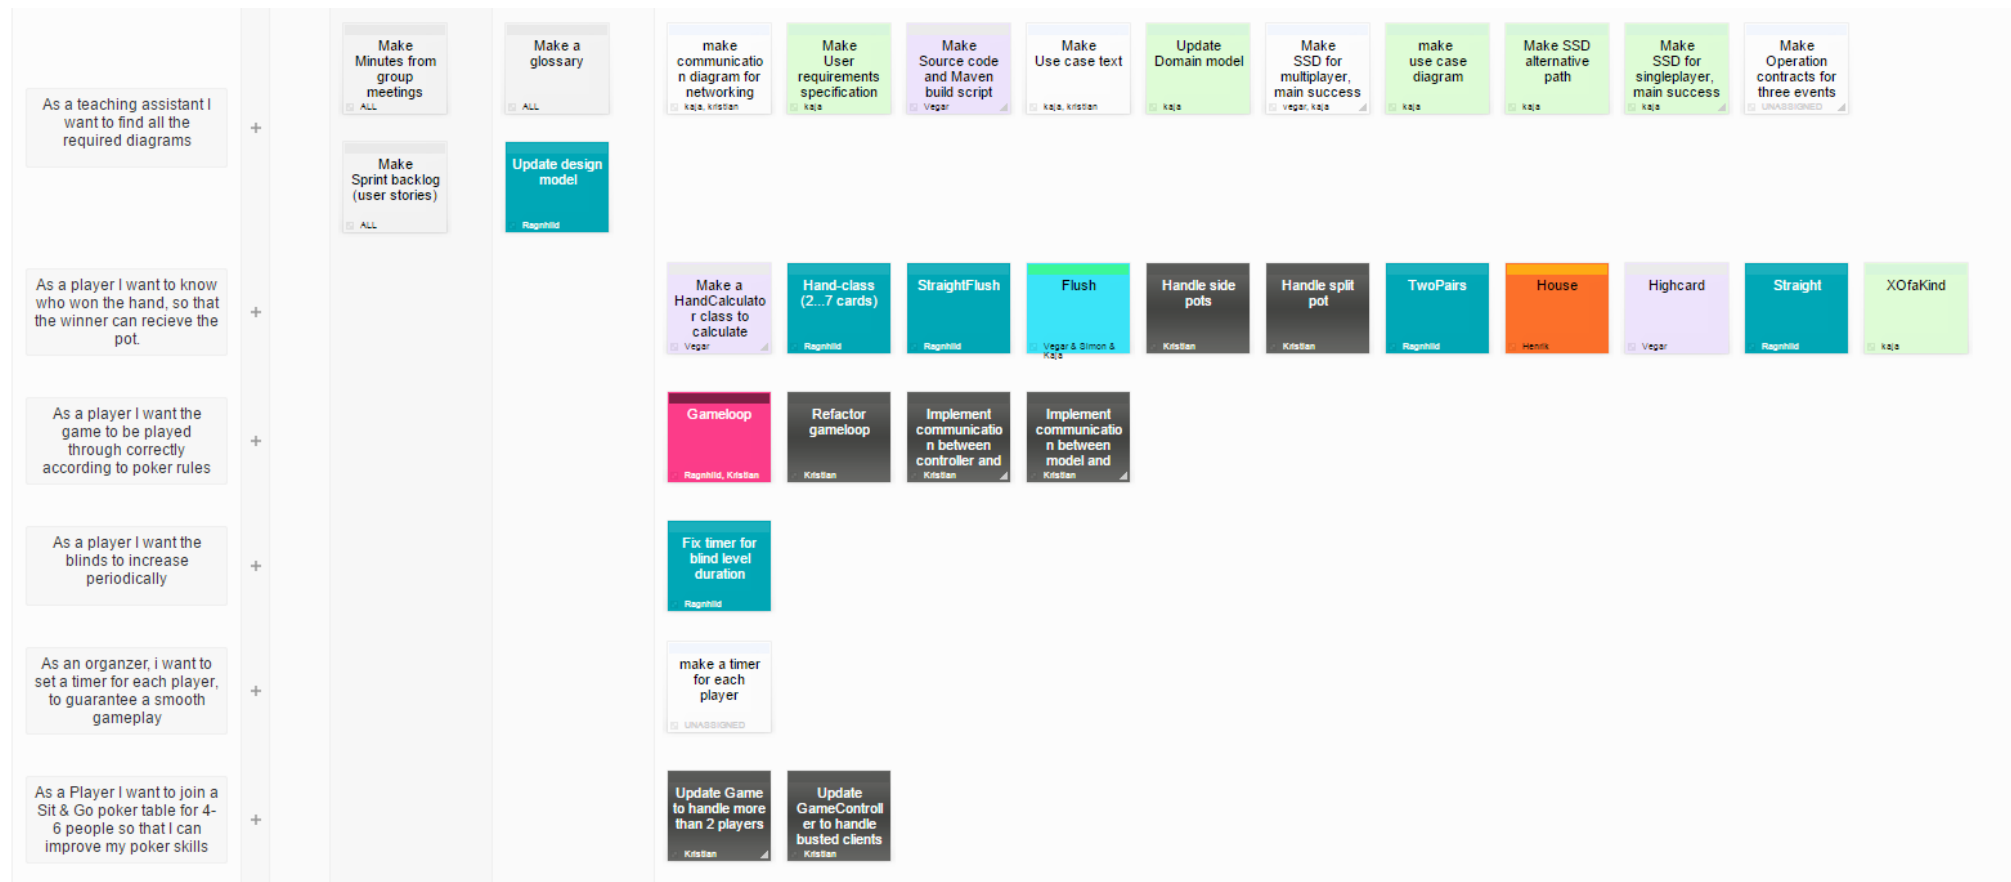 As a teaching assistant I
want to find all the
required diagrams
+
Make
Minutes from
group
meetings
ALL
Make a
glossary
ALL
make
communicatio
n diagram for
networking
kaja, kristian
Make
User
requirements
specification
kaja
Make
Source code
and Maven
build script
Vegar
Make
Use case text
kaja, kristian
Update
Domain model
kaja
Make
SSD for
multiplayer,
main success
vegar, kaja
make
use case
diagram
kaja
Make SSD
alternative
path
kaja
Make
SSD for
singleplayer,
main success
kaja
Make
Operation
contracts for
three events
UNASSIGNED
Make
Sprint backlog
(user stories)
ALL
Update design
model
Ragnhild
As a player I want to know
who won the hand, so that
the winner can recieve the
pot.
+
Make a
HandCalculato
r class to
calculate
Vegar
Hand-class
(2...7 cards)
Ragnhild
StraightFlush
Ragnhild
Flush
Vegar & Simon &
Kaja
Handle side
pots
Kristian
Handle split
pot
Kristian
TwoPairs
Ragnhild
House
Henrik
Highcard
Vegar
Straight
Ragnhild
XOfaKind
kaja
As a player I want the
game to be played
through correctly
according to poker rules
+
Gameloop
Ragnhild, Kristian
Refactor
gameloop
Kristian
Implement
communicatio
n between
controller and
Kristian
Implement
communicatio
n between
model and
Kristian
As a player I want the
blinds to increase
periodically
+
Fix timer for
blind level
duration
Ragnhild
As an organzer, i want to
set a timer for each player,
to guarantee a smooth
gameplay
+
make a timer
for each
player
UNASSIGNED
As a Player I want to join a
Sit & Go poker table for 4-
6 people so that I can
improve my poker skills
+
Update Game
to handle more
than 2 players
Kristian
Update
GameControll
er to handle
busted clients
Kristian